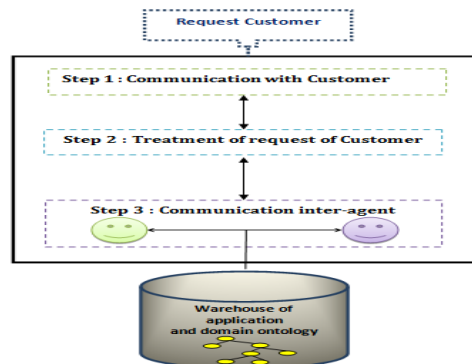 Request Customer
Step 1 : Communication with Customer
Step 2 : Treatment of request of Customer
Step 3 : Communication inter-agent
Warehouse of
application
and domain ontology